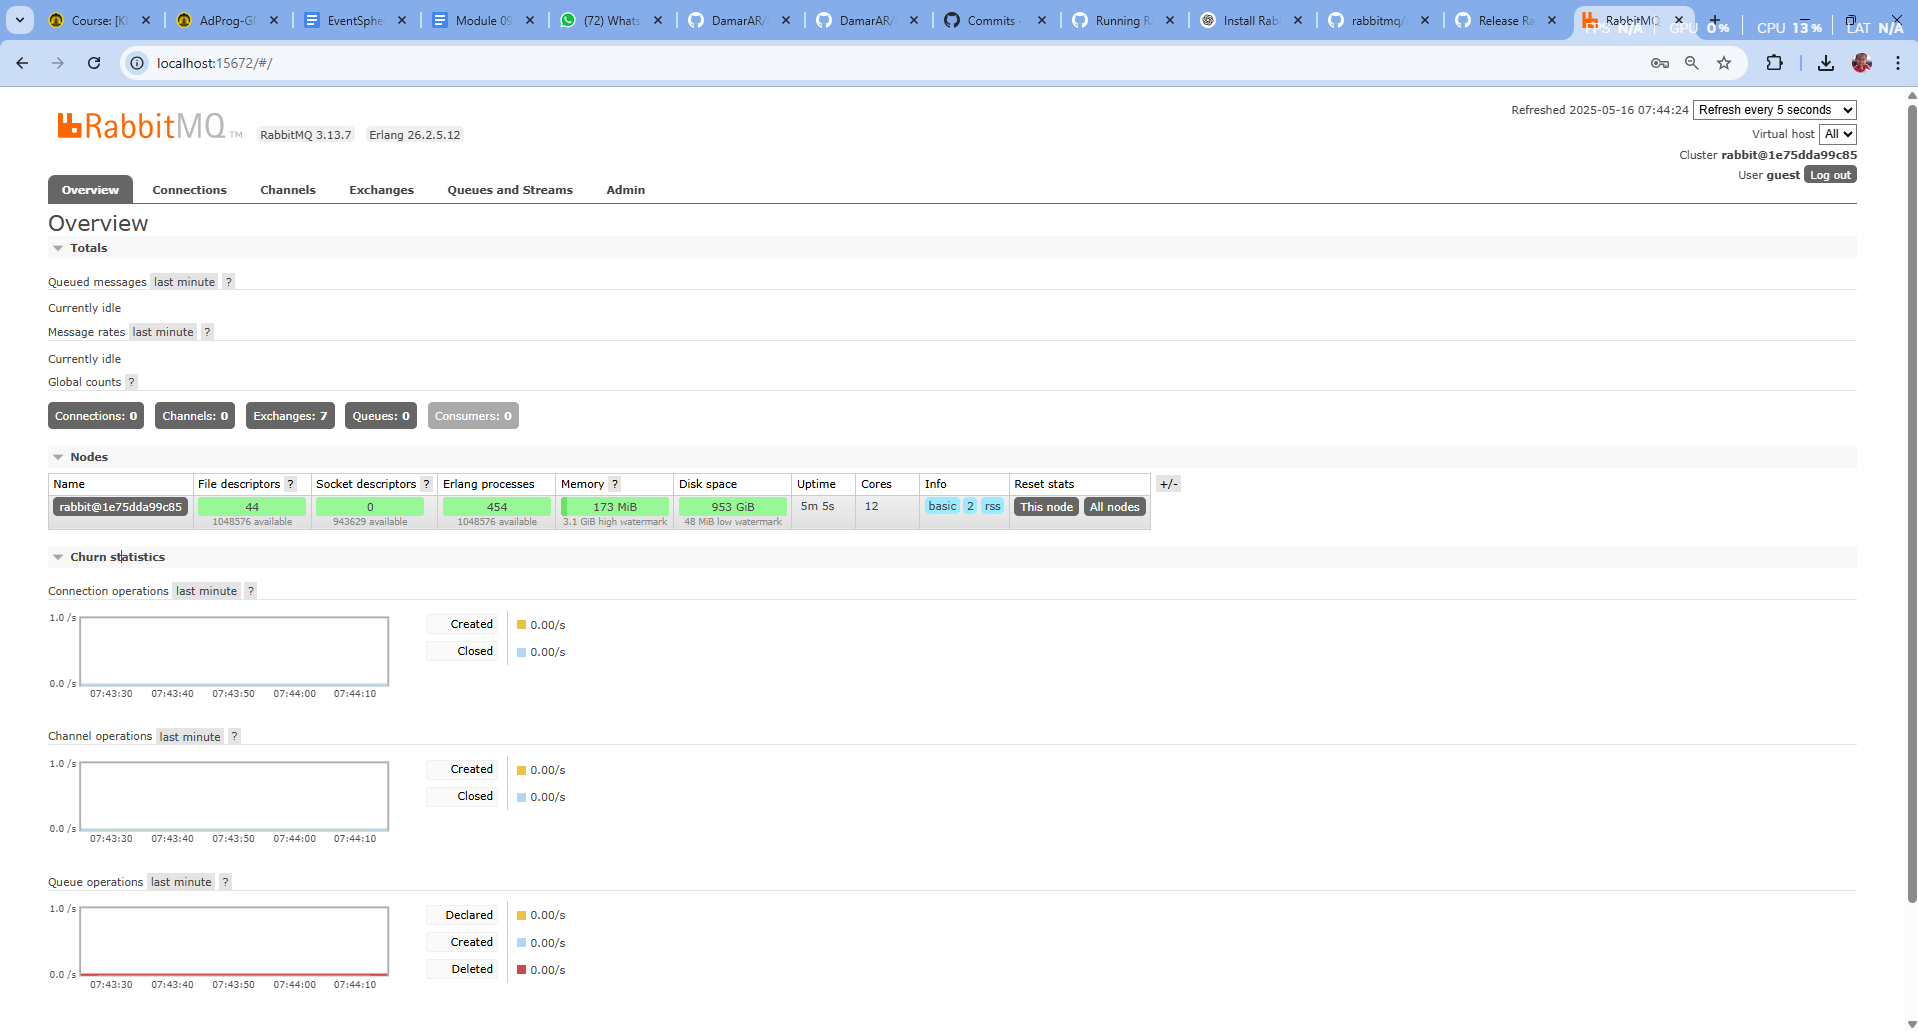 Course: [KI
AdProg-G
EventSphe
Module 09
(72) Whats
DamarAR/
DamarAR/
Commits
Running R
Install Rab
rabbitmq/
Release Ra
RabbitMQ
FPS N/A GPU 0% CPU 13% LAT N/A
localhost:15672/#/
RabbitMQ TM RabbitMQ 3.13.7 Erlang 26.2.5.12
Refreshed 2025-05-16 07:44:24 Refresh every 5 seconds
Virtual host All
Cluster rabbit@1e75dda99c85
User guest Log out
Overview Connections Channels Exchanges Queues and Streams Admin
Overview
Totals
Queued messages last minute ?
Currently idle
Message rates last minute ?
Currently idle
Global counts ?
Connections: 0 Channels: 0 Exchanges: 7 Queues: 0 Consumers: 0
Nodes
Name File descriptors ? Socket descriptors ? Erlang processes Memory ? Disk space Uptime Cores Info Reset stats +/-
rabbit@1e75dda99c85 44 0 454 173 MiB 953 GiB 5m 5s 12 basic 2 rss This node All nodes
1048576 available 943629 available 1048576 available 3.1 GiB high watermark 48 MiB low watermark
Churn statistics
Connection operations last minute ?
1.0 /s
0.0 /s
07:43:30 07:43:40 07:43:50 07:44:00 07:44:10
Created 0.00/s
Closed 0.00/s
Channel operations last minute ?
1.0 /s
0.0 /s
07:43:30 07:43:40 07:43:50 07:44:00 07:44:10
Created 0.00/s
Closed 0.00/s
Queue operations last minute ?
1.0 /s
0.0 /s
07:43:30 07:43:40 07:43:50 07:44:00 07:44:10
Declared 0.00/s
Created 0.00/s
Deleted 0.00/s